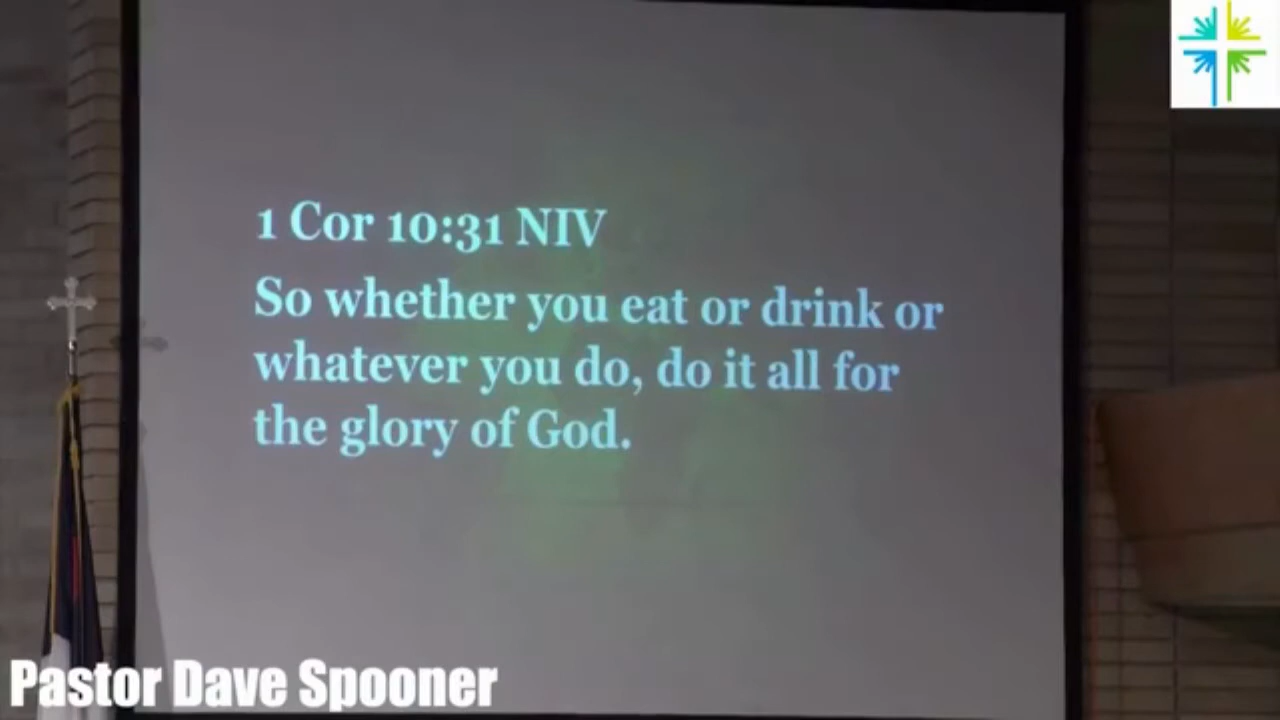 1 Cor 10:31 NIV
So whether you eat or drink or
whatever you do, do it all for
the glory of God.
Pastor Dave Spooner